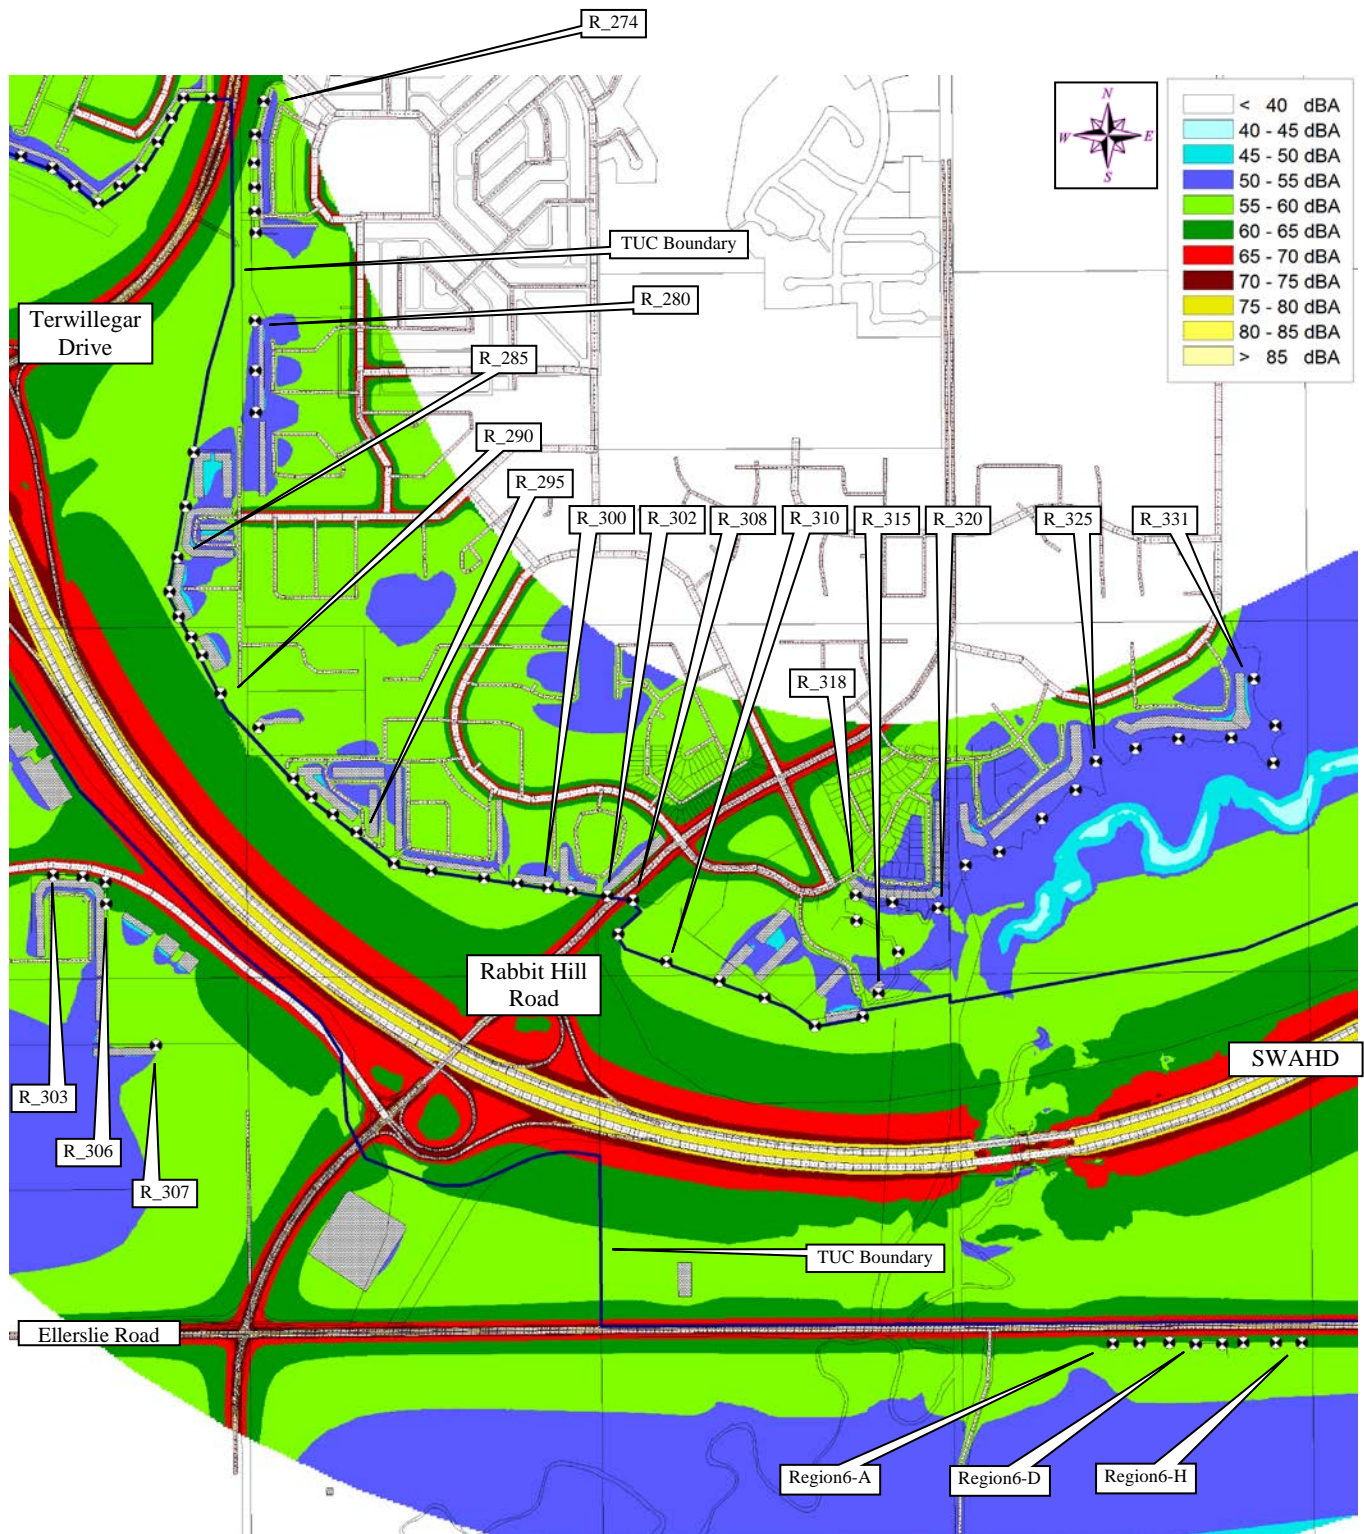 R_274
N
W E
S
< 40 dBA
40 - 45 dBA
45 - 50 dBA
50 - 55 dBA
55 - 60 dBA
60 - 65 dBA
65 - 70 dBA
70 - 75 dBA
75 - 80 dBA
80 - 85 dBA
> 85 dBA
TUC Boundary
R_280
Terwillegar
Drive
R_285
R_290
R_295
R_300
R_302
R_308
R_310
R_315
R_320
R_325
R_331
R_318
Rabbit Hill
Road
SWAHD
R_303
R_306
R_307
TUC Boundary
Ellerslie Road
Region6-A
Region6-D
Region6-H